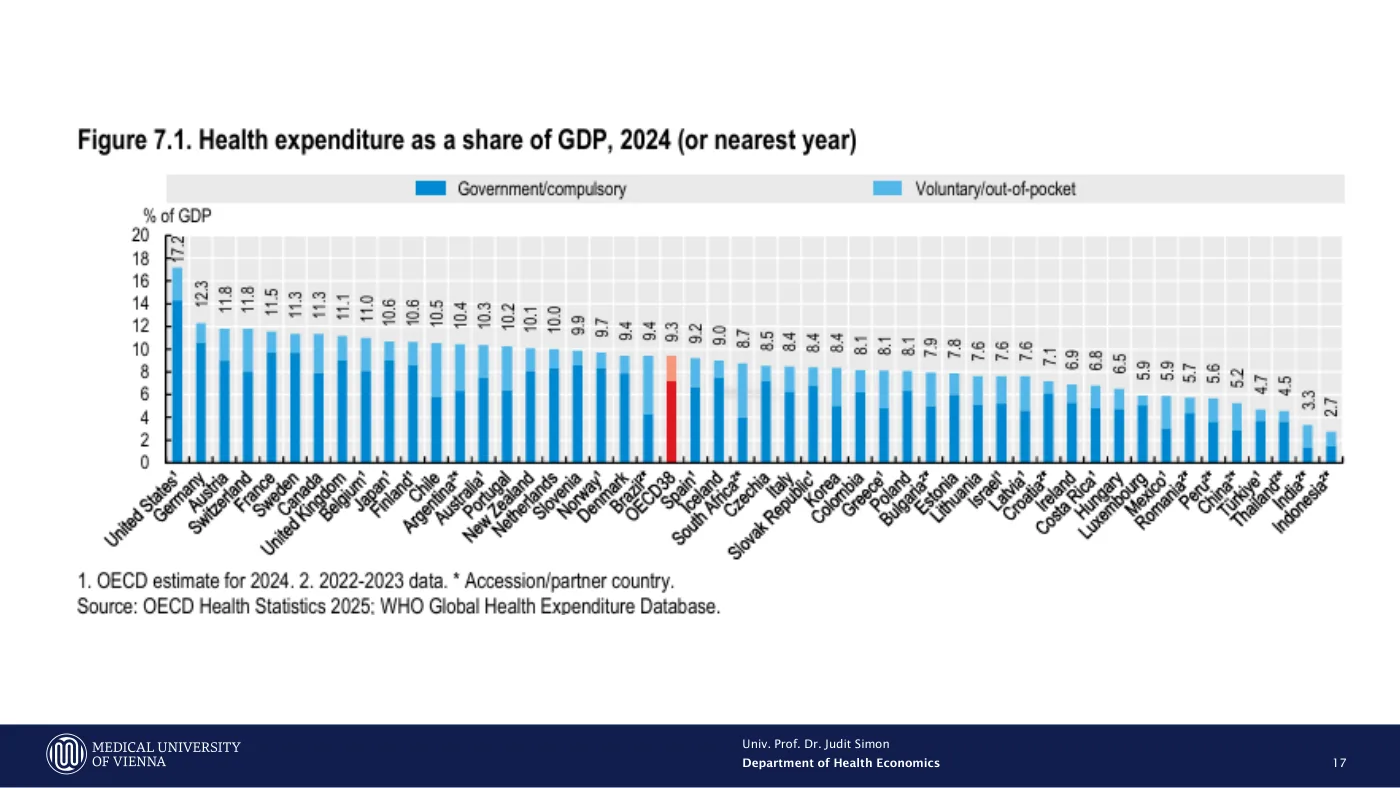 Figure 7.1. Health expenditure as a share of GDP, 2024 (or nearest year)
Government/compulsory
Voluntary/out-of-pocket
% of GDP
20
18
16
14
12
10
8
6
4
2
0
17.2
12.3
11.8
11.8
11.5
11.3
11.3
11.1
11.0
10.6
10.6
10.5
10.4
10.3
10.2
10.1
10.0
9.9
9.7
9.4
9.4
9.3
9.2
9.0
8.7
8.5
8.4
8.4
8.4
8.1
8.1
8.1
7.9
7.8
7.6
7.6
7.6
7.1
6.9
6.8
6.5
5.9
5.9
5.7
5.6
5.2
4.7
4.5
3.3
2.7
United States¹
Germany
Austria
Switzerland
France
Sweden
Canada
United Kingdom
Belgium¹
Japan¹
Finland¹
Chile
Argentina²*
Australia¹
Portugal
New Zealand
Netherlands
Slovenia
Norway¹
Denmark
Brazil²*
OECD38
Spain¹
Iceland
South Africa²*
Czechia
Italy
Slovak Republic¹
Korea
Colombia
Greece¹
Poland
Bulgaria²*
Estonia
Lithuania
Israel¹
Latvia¹
Croatia²*
Ireland
Costa Rica¹
Hungary
Luxembourg
Mexico¹
Romania²*
Peru²*
China²*
Türkiye¹
Thailand²*
India²*
Indonesia²*
1. OECD estimate for 2024. 2. 2022-2023 data. * Accession/partner country.
Source: OECD Health Statistics 2025; WHO Global Health Expenditure Database.
MEDICAL UNIVERSITY
OF VIENNA
Univ. Prof. Dr. Judit Simon
Department of Health Economics
17